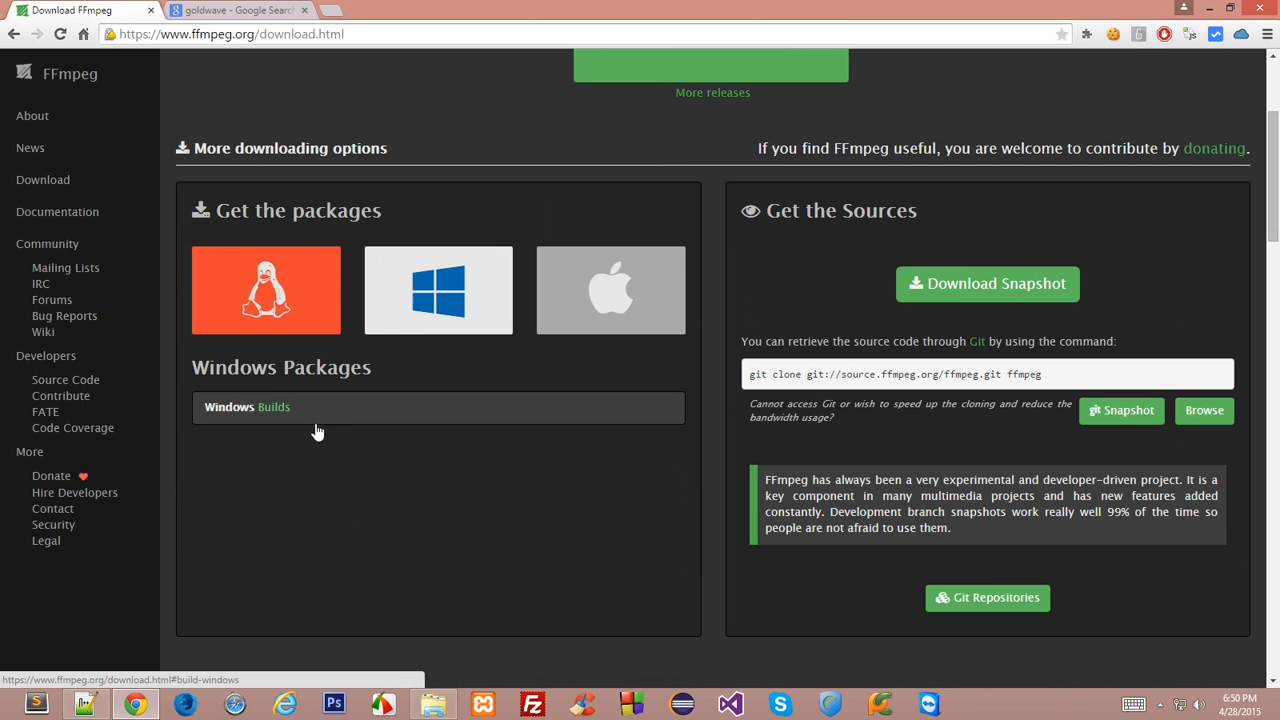 Download FFmpeg
goldwave - Google Search
https://www.ffmpeg.org/download.html
FFmpeg
About
News
Download
Documentation
Community
Mailing Lists
IRC
Forums
Bug Reports
Wiki
Developers
Source Code
Contribute
FATE
Code Coverage
More
Donate
Hire Developers
Contact
Security
Legal
More releases
More downloading options
If you find FFmpeg useful, you are welcome to contribute by donating.
Get the packages
Windows Packages
Windows Builds
Get the Sources
Download Snapshot
You can retrieve the source code through Git by using the command:
git clone git://source.ffmpeg.org/ffmpeg.git ffmpeg
Cannot access Git or wish to speed up the cloning and reduce the
bandwidth usage?
git Snapshot
Browse
FFmpeg has always been a very experimental and developer-driven project. It is a
key component in many multimedia projects and has new features added
constantly. Development branch snapshots work really well 99% of the time so
people are not afraid to use them.
Git Repositories
https://www.ffmpeg.org/download.html#build-windows
Ps
Fz
6:50 PM
4/28/2015